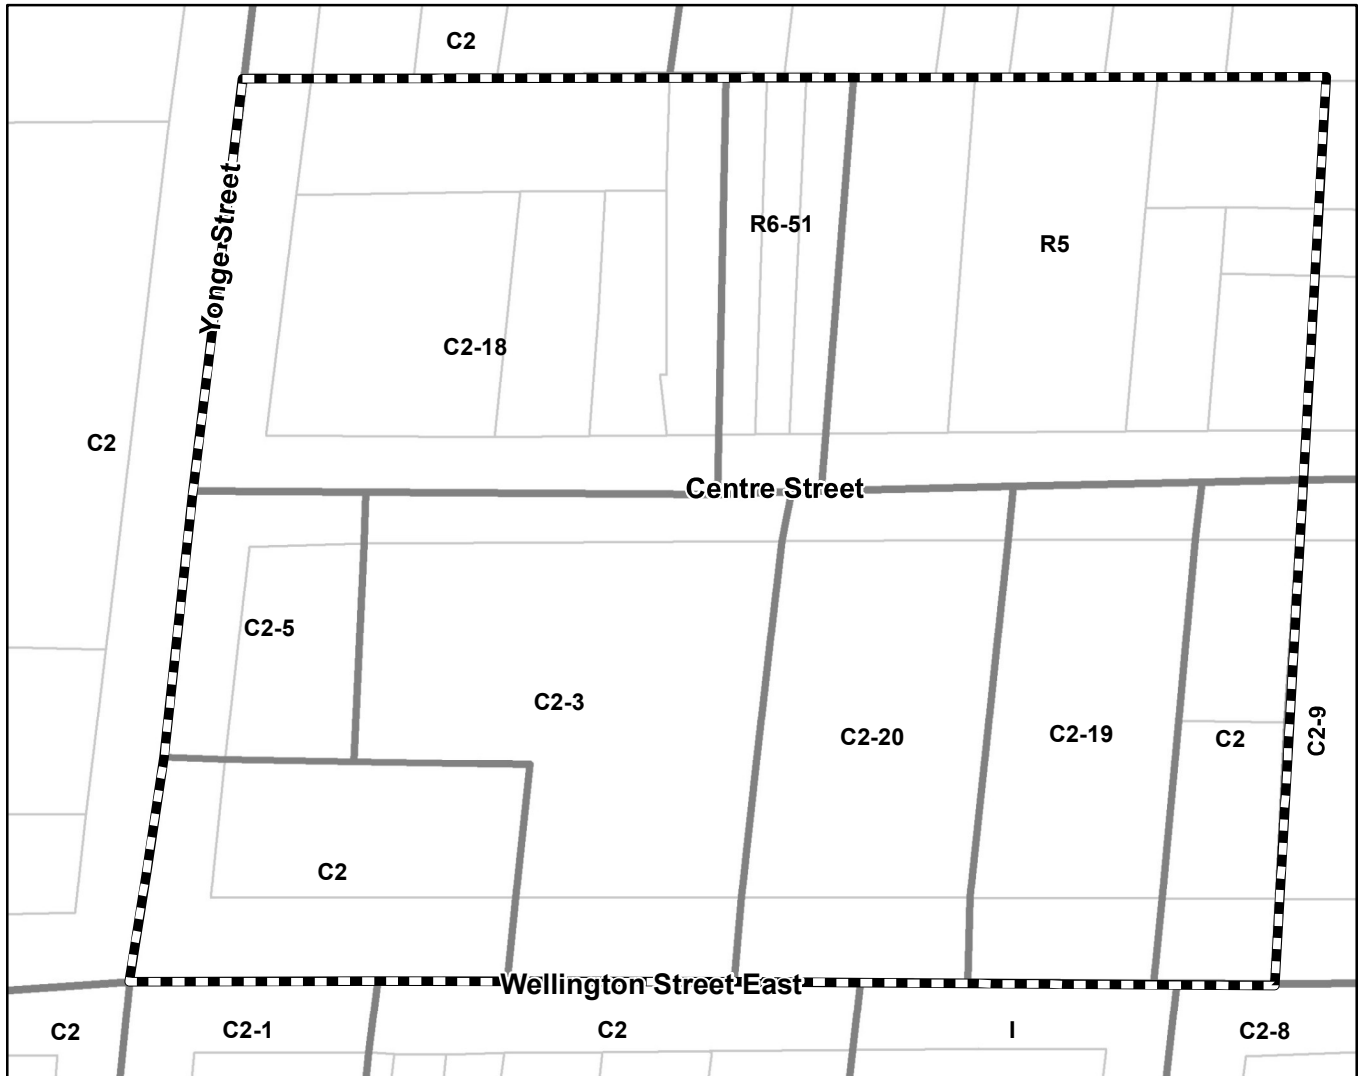 C2
Yonge Street
R6-51
R5
C2-18
C2
Centre Street
C2-5
C2-3
C2-20
C2-19
C2
C2-9
C2
Wellington Street East
C2
C2-1
C2
I
C2-8